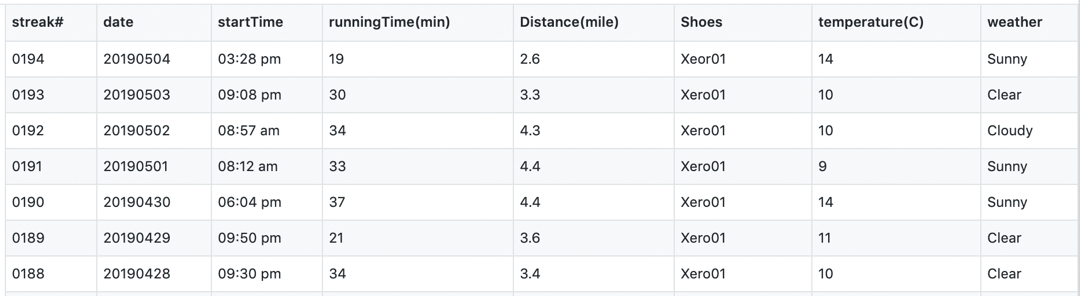 streak# date startTime runningTime(min) Distance(mile) Shoes temperature(C) weather
0194 20190504 03:28 pm 19 2.6 Xeor01 14 Sunny
0193 20190503 09:08 pm 30 3.3 Xero01 10 Clear
0192 20190502 08:57 am 34 4.3 Xero01 10 Cloudy
0191 20190501 08:12 am 33 4.4 Xero01 9 Sunny
0190 20190430 06:04 pm 37 4.4 Xero01 14 Sunny
0189 20190429 09:50 pm 21 3.6 Xero01 11 Clear
0188 20190428 09:30 pm 34 3.4 Xero01 10 Clear